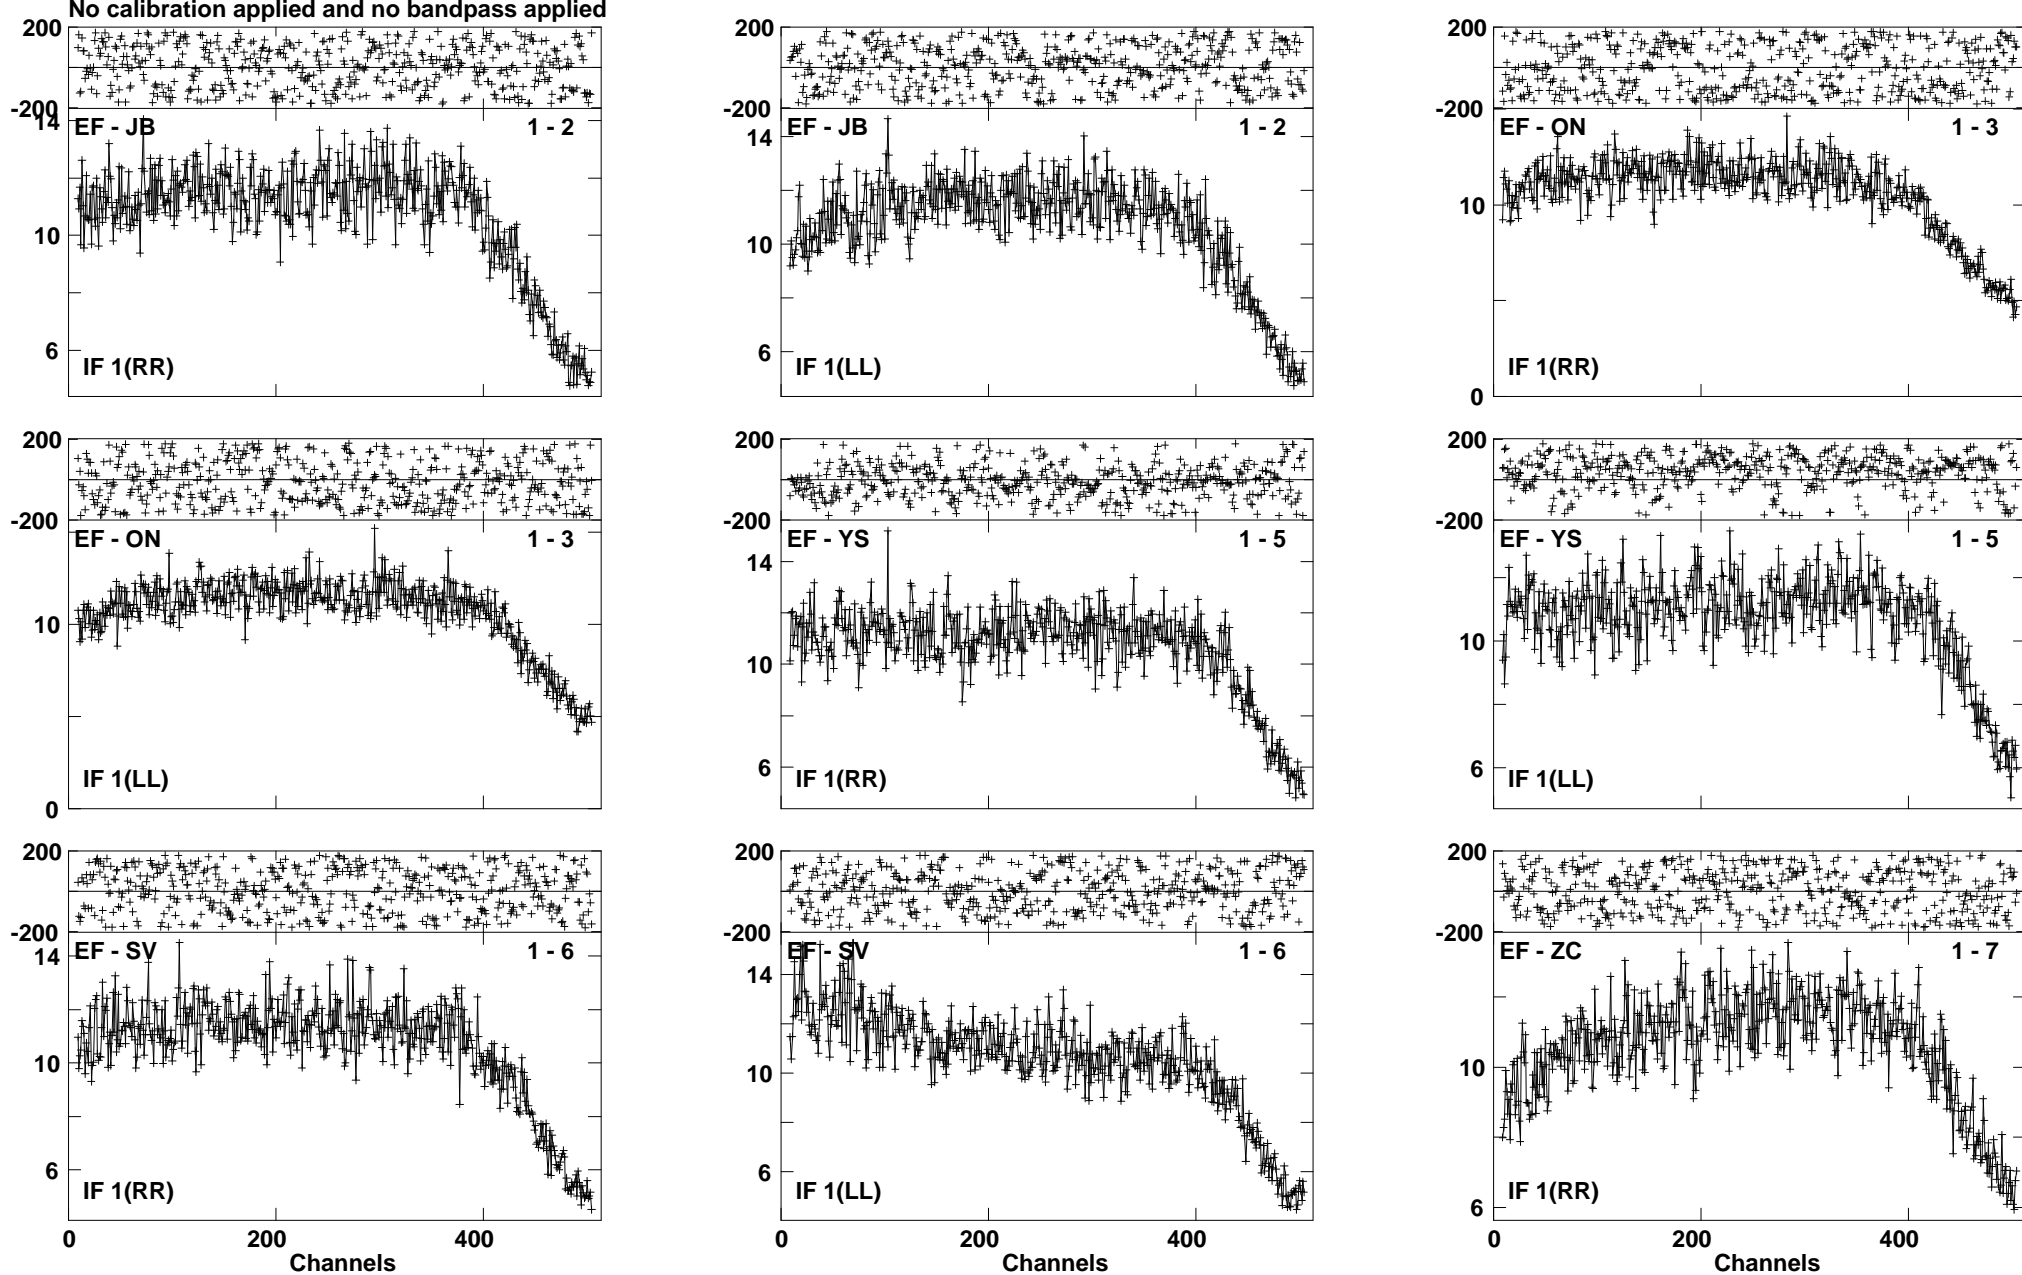 No calibration applied and no bandpass applied
200 200 200
-200 -200 -200
14
EF - JB 1 - 2 EF - JB 1 - 2 EF - ON 1 - 3
14
10 10 10
6 6
IF 1(RR) IF 1(LL) IF 1(RR)
0
200 200 200
-200 -200 -200
EF - ON 1 - 3 EF - YS 1 - 5 EF - YS 1 - 5
14
10 10 10
6 6
IF 1(LL) IF 1(RR) IF 1(LL)
0
200 200 200
-200 -200 -200
EF - SV 1 - 6 EF - SV 1 - 6 EF - ZC 1 - 7
14 14
10 10 10
6 6 6
IF 1(RR) IF 1(LL) IF 1(RR)
0 200 400 0 200 400 0 200 400
Channels Channels Channels